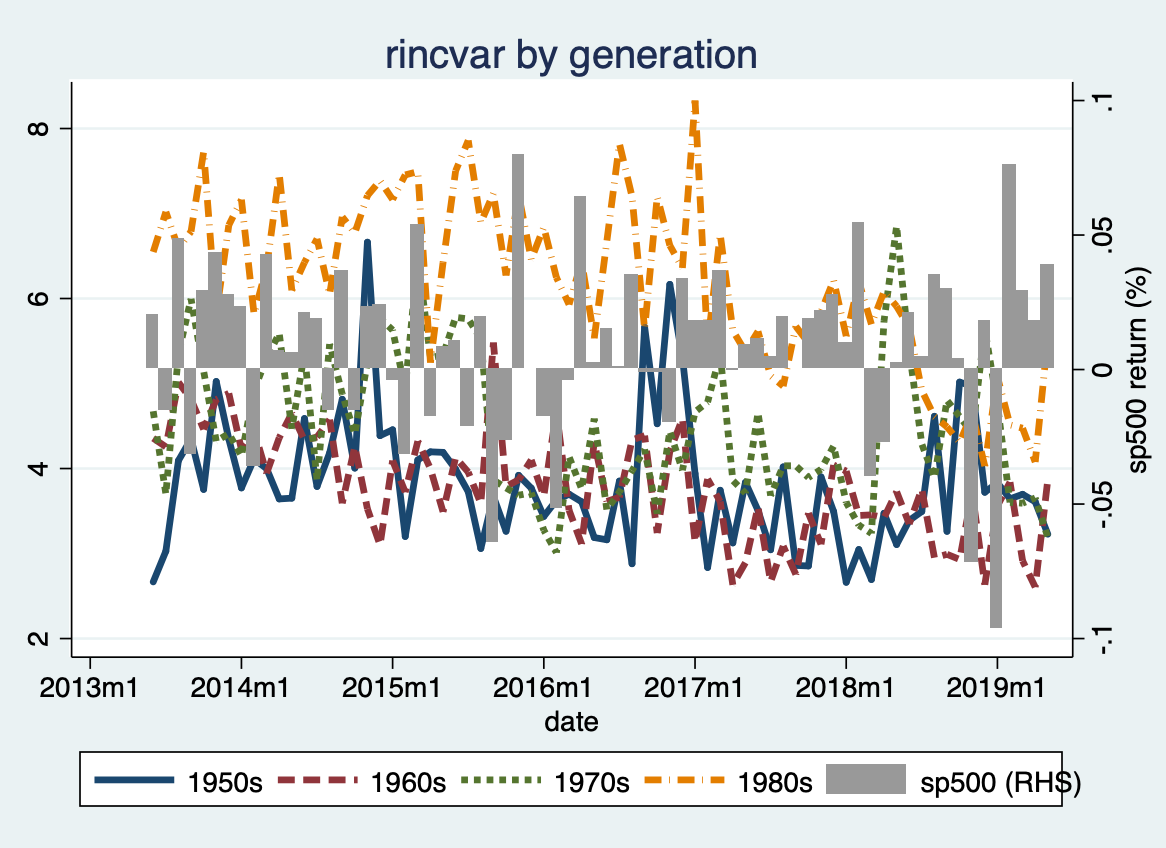 rincvar by generation
8
6
4
2
.1
.05
0
-.05
-.1
sp500 return (%)
2013m1 2014m1 2015m1 2016m1 2017m1 2018m1 2019m1
date
1950s 1960s 1970s 1980s sp500 (RHS)